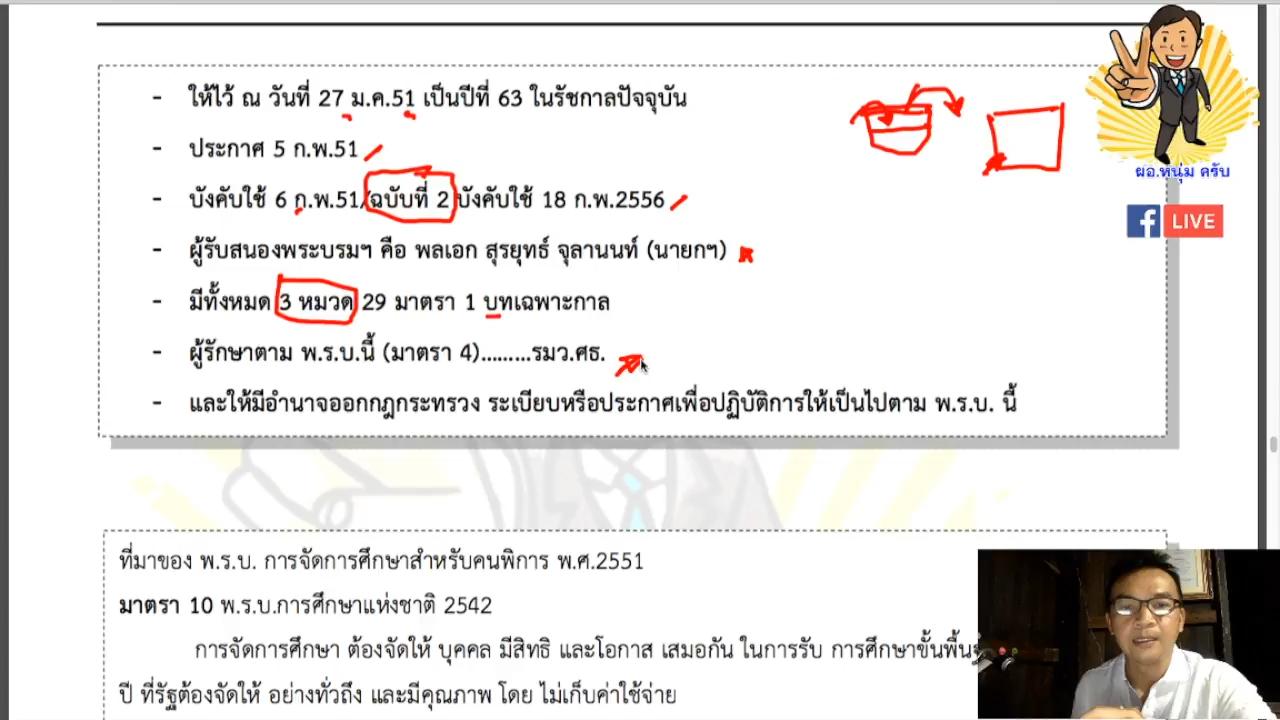 - ให้ไว้ ณ วันที่ 27 ม.ค.51 เป็นปีที่ 63 ในรัชกาลปัจจุบัน
- ประกาศ 5 ก.พ.51
- บังคับใช้ 6 ก.พ.51/ฉบับที่ 2 บังคับใช้ 18 ก.พ.2556
- ผู้รับสนองพระบรมฯ คือ พลเอก สุรยุทธ์ จุลานนท์ (นายกฯ)
- มีทั้งหมด 3 หมวด 29 มาตรา 1 บทเฉพาะกาล
- ผู้รักษาตาม พ.ร.บ.นี้ (มาตรา 4).........รมว.ศธ.
- และให้มีอำนาจออกกฎกระทรวง ระเบียบหรือประกาศเพื่อปฏิบัติการให้เป็นไปตาม พ.ร.บ. นี้
ผอ.หนุ่ม ครับ
f LIVE
ที่มาของ พ.ร.บ. การจัดการศึกษาสำหรับคนพิการ พ.ศ.2551
มาตรา 10 พ.ร.บ.การศึกษาแห่งชาติ 2542
การจัดการศึกษา ต้องจัดให้ บุคคล มีสิทธิ และโอกาส เสมอกัน ในการรับ การศึกษาขั้นพื้น
ปี ที่รัฐต้องจัดให้ อย่างทั่วถึง และมีคุณภาพ โดย ไม่เก็บค่าใช้จ่าย